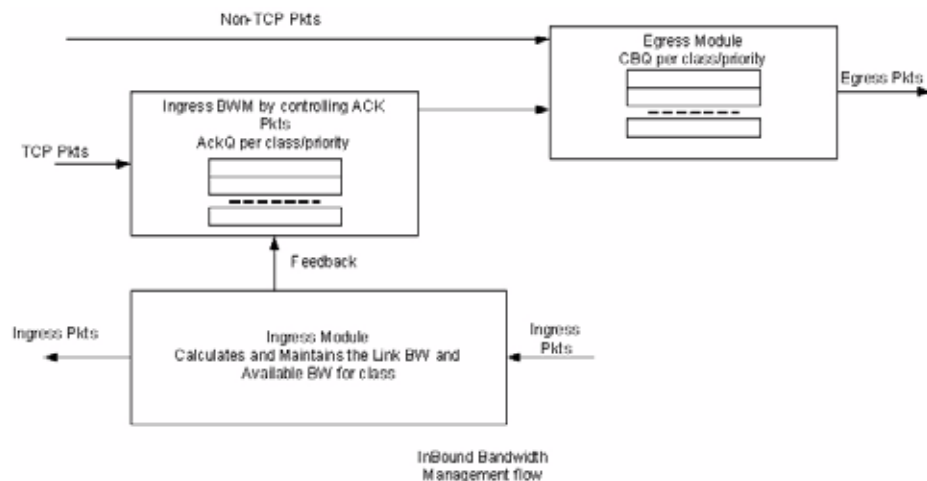 Non-TCP Pkts
Egress Module
CBQ per class/priority
Egress Pkts
Ingress BWM by controlling ACK
Pkts
AckQ per class/priority
TCP Pkts
Feedback
Ingress Pkts
Ingress Module
Calculates and Maintains the Link BW and
Available BW for class
Ingress
Pkts
InBound Bandwidth
Management flow